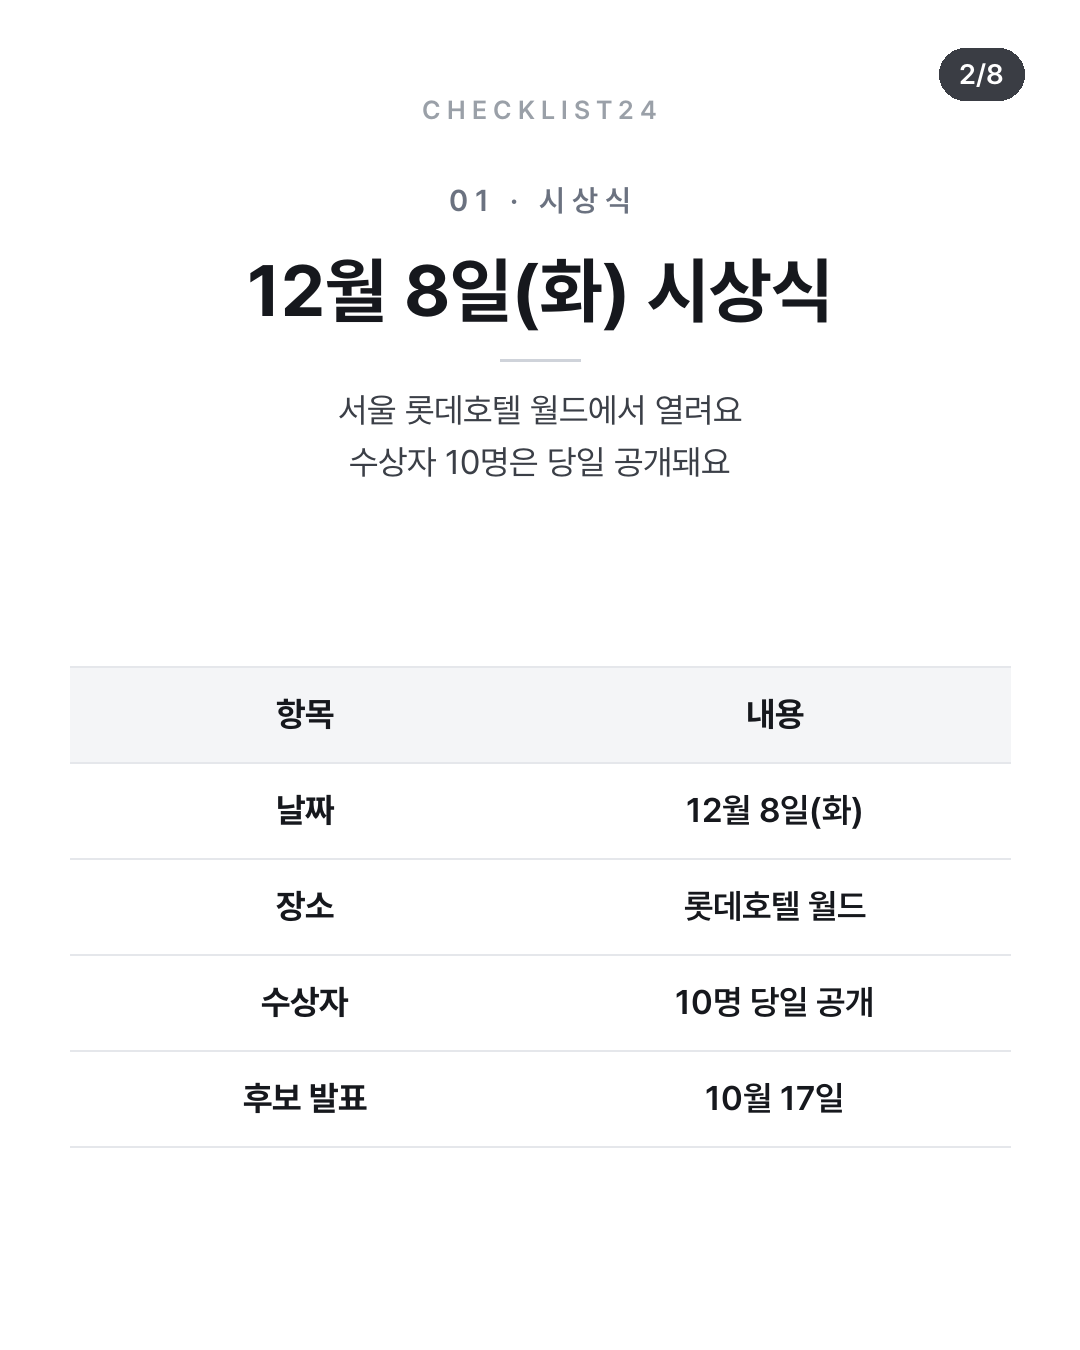 2/8
CHECKLIST24
01 · 시상식
12월 8일(화) 시상식
서울 롯데호텔 월드에서 열려요
수상자 10명은 당일 공개돼요
항목 내용
날짜 12월 8일(화)
장소 롯데호텔 월드
수상자 10명 당일 공개
후보 발표 10월 17일